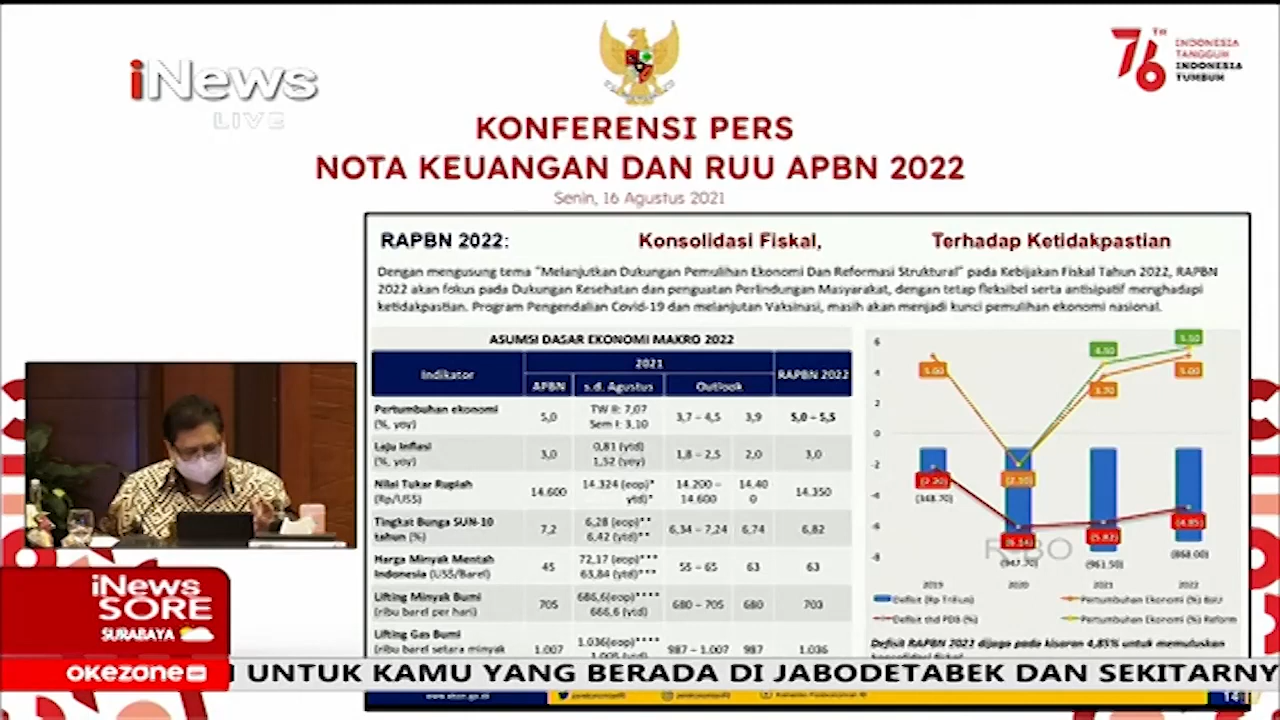 iNews
LIVE
76TH
INDONESIA
TANGGUH
INDONESIA
TUMBUH
KONFERENSI PERS
NOTA KEUANGAN DAN RUU APBN 2022
Senin, 16 Agustus 2021
RAPBN 2022: Konsolidasi Fiskal, Terhadap Ketidakpastian
Dengan mengusung tema "Melanjutkan Dukungan Pemulihan Ekonomi Dan Reformasi Struktural" pada Kebijakan Fiskal Tahun 2022, RAPBN
2022 akan fokus pada Dukungan Kesehatan dan penguatan Perlindungan Masyarakat, dengan tetap fleksibel serta antisipatif menghadapi
ketidakpastian. Program Pengendalian Covid-19 dan melanjutan Vaksinasi, masih akan menjadi kunci pemulihan ekonomi nasional.
ASUMSI DASAR EKONOMI MAKRO 2022
Indikator 2021 RAPBN 2022
APBN s.d. Agustus Outlook
Pertumbuhan ekonomi
(%, yoy) 5,0 TW II: 7,07
Sem I: 3,10 3,7 – 4,5 3,9 5,0 – 5,5
Laju Inflasi
(%, yoy) 3,0 0,81 (ytd)
1,52 (yoy) 1,8 – 2,5 2,0 3,0
Nilai Tukar Rupiah
(Rp/US$) 14.600 14.324 (eop)*
ytd)* 14.200 –
14.600 14.40
0 14.350
Tingkat Bunga SUN-10
tahun (%) 7,2 6,28 (eop)**
6,42 (ytd)** 6,34 – 7,24 6,74 6,82
Harga Minyak Mentah
Indonesia (US$/Barel) 45 72,17 (eop)***
63,84 (ytd)*** 55 – 65 63 63
Lifting Minyak Bumi
(ribu barel per hari) 705 686,6(eop)****
666,6 (ytd) 680 – 705 680 703
Lifting Gas Bumi
(ribu barel setara minyak 1.007 1.036(eop)****
987 – 1.007 987 1.036
6
4
2
0
-2
-4
-6
-8
5.00
(2.10)
4.50
3.70
5.50
5.00
(2.20)
(348.70)
(6.14)
(947.70)
(5.82)
(961.50)
(4.85)
(868.00)
2019 2020 2021 2022
Deficit (Rp Triliun) Pertumbuhan Ekonomi (%) BaU
Deficit thd PDB (%) Pertumbuhan Ekonomi (%) Reform
Deficit RAPBN 2022 dijaga pada kisaran 4,85% untuk memuluskan
iNews
SORE
SURABAYA
okezone
UNTUK KAMU YANG BERADA DI JABODETABEK DAN SEKITARNY